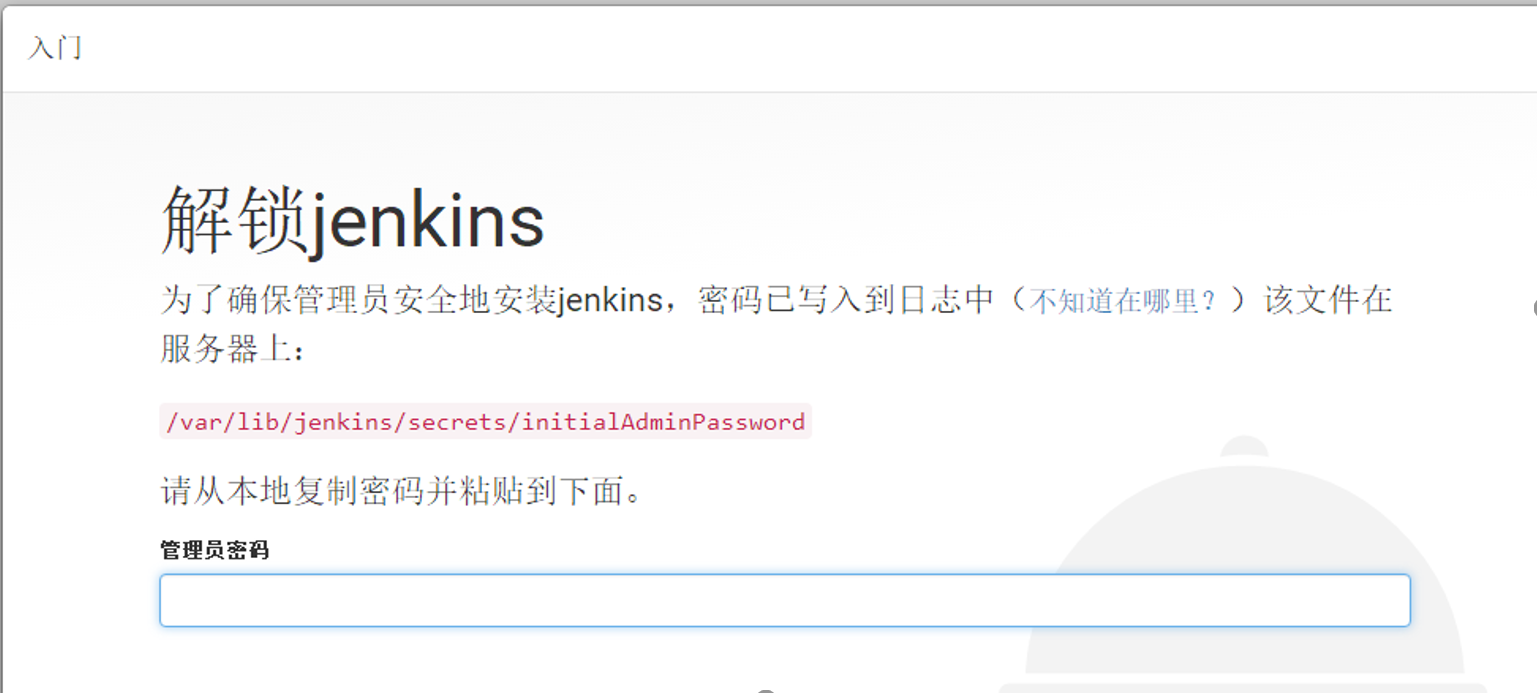 入门
解锁jenkins
为了确保管理员安全地安装jenkins，密码已写入到日志中（不知道在哪里？）该文件在
服务器上：
/var/lib/jenkins/secrets/initialAdminPassword
请从本地复制密码并粘贴到下面。
管理员密码